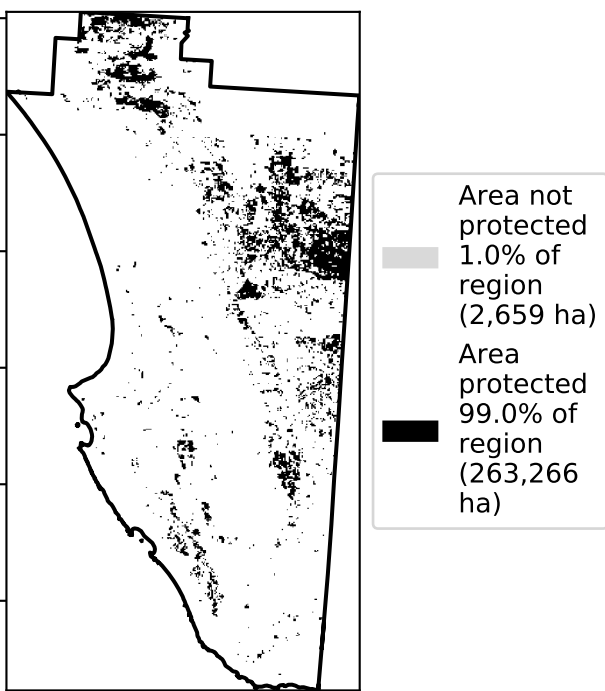 Area not
protected
1.0% of
region
(2,659 ha)
Area
protected
99.0% of
region
(263,266
ha)